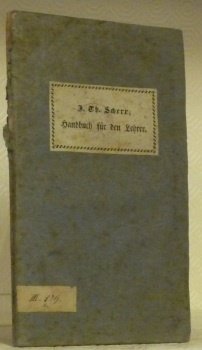 J. Th. Scherr,
Handbuch für den Lehrer.